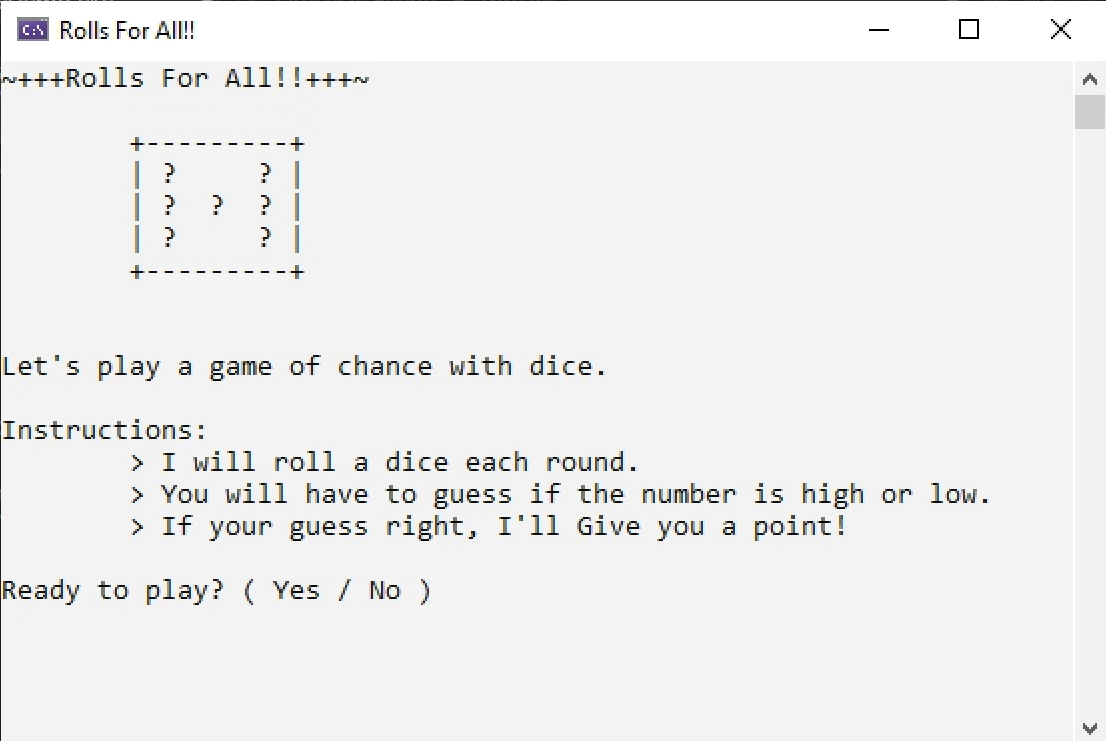 Rolls For All!!
~+++Rolls For All!!+++~
+---------+
| ?     ? |
| ?  ?  ? |
| ?     ? |
+---------+
Let's play a game of chance with dice.
Instructions:
> I will roll a dice each round.
> You will have to guess if the number is high or low.
> If your guess right, I'll Give you a point!
Ready to play? ( Yes / No )